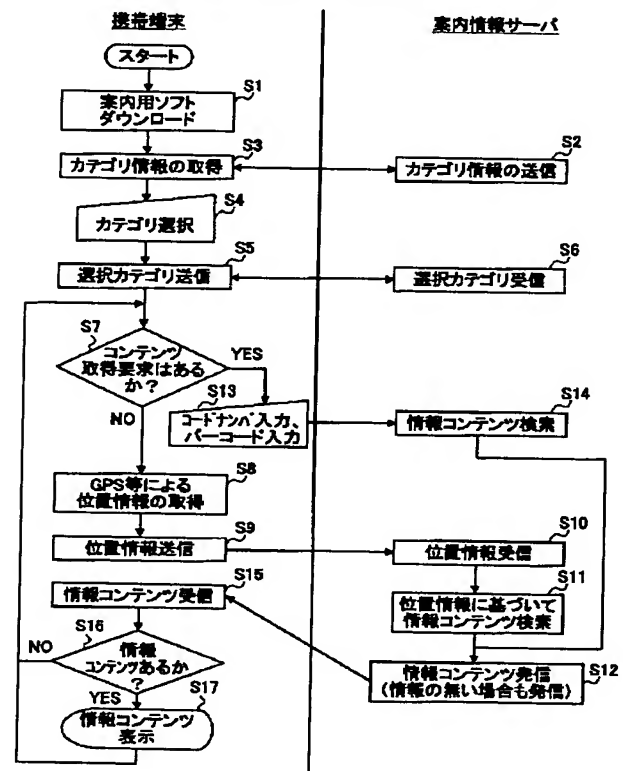 携帯端末
案内情報サーバ
スタート
S1
案内用ソフト
ダウンロード
S3
カテゴリ情報の取得
S2
カテゴリ情報の送信
S4
カテゴリ選択
S5
選択カテゴリ送信
S6
選択カテゴリ受信
S7
コンテンツ
取得要求はある
か？
YES
NO
S13
コードナンバ入力、
バーコード入力
S14
情報コンテンツ検索
S8
GPS等による
位置情報の取得
S9
位置情報送信
S10
位置情報受信
S11
位置情報に基づいて
情報コンテンツ検索
S15
情報コンテンツ受信
S12
情報コンテンツ発信
(情報の無い場合も発信)
S16
情報
コンテンツあるか
？
NO
YES
S17
情報コンテンツ
表示